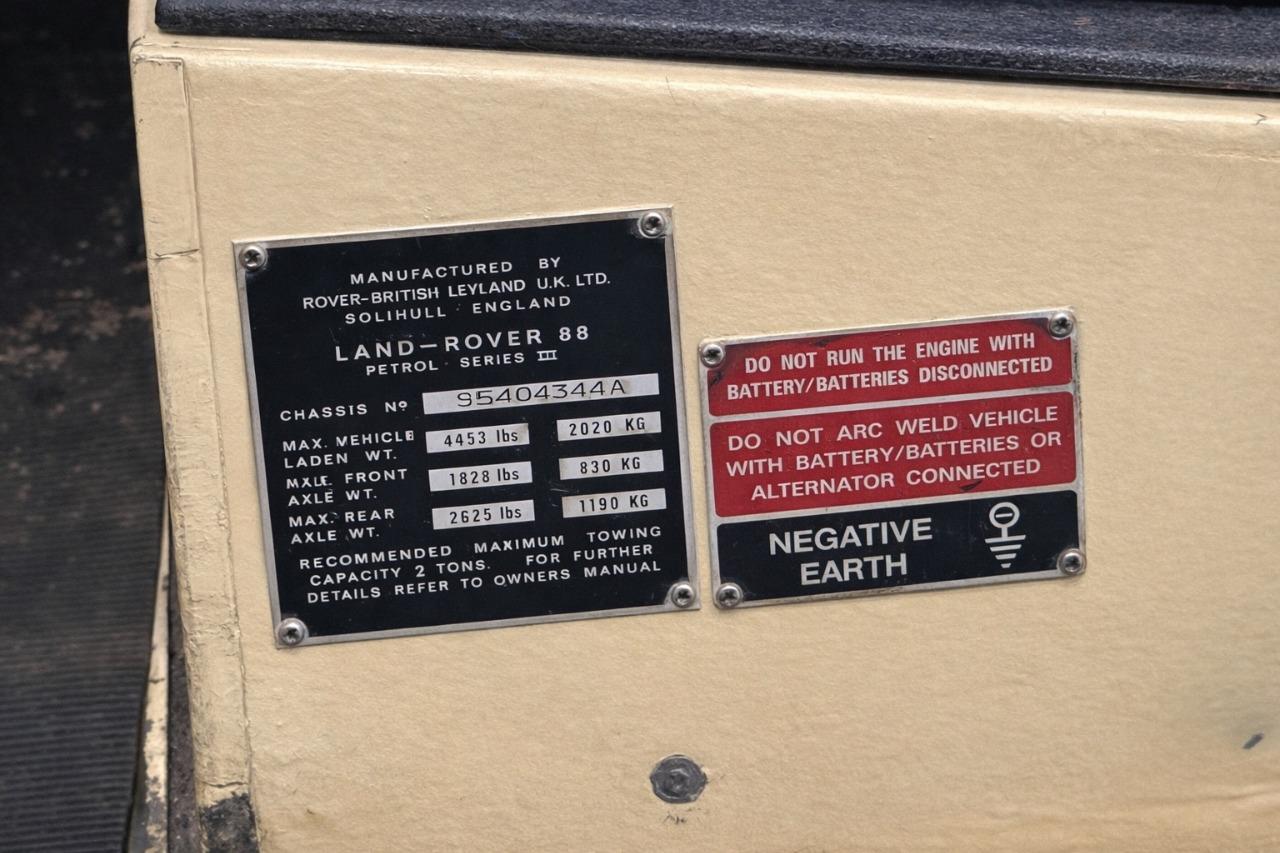 MANUFACTURED BY
ROVER-BRITISH LEYLAND U.K. LTD.
SOLIHULL ENGLAND
LAND-ROVER 88
PETROL SERIES III
CHASSIS Nº 95404344A
MAX. VEHICLE
LADEN WT. 4453 lbs 2020 KG
MAX. FRONT
AXLE WT. 1828 lbs 830 KG
MAX. REAR
AXLE WT. 2625 lbs 1190 KG
RECOMMENDED MAXIMUM TOWING
CAPACITY 2 TONS. FOR FURTHER
DETAILS REFER TO OWNERS MANUAL
DO NOT RUN THE ENGINE WITH
BATTERY/BATTERIES DISCONNECTED
DO NOT ARC WELD VEHICLE
WITH BATTERY/BATTERIES OR
ALTERNATOR CONNECTED
NEGATIVE
EARTH